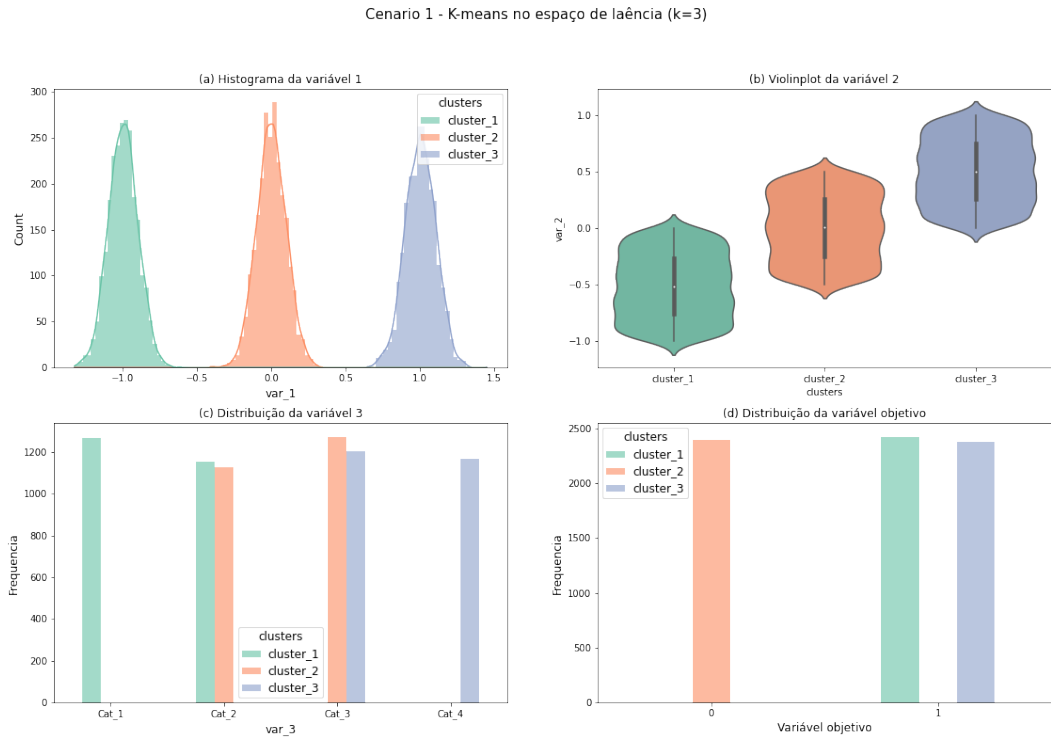 Cenario 1 - K-means no espaço de laência (k=3)
(a) Histograma da variável 1
300
250
200
150
100
50
0
Count
−1.0
−0.5
0.0
0.5
1.0
1.5
var_1
clusters
cluster_1
cluster_2
cluster_3
(b) Violinplot da variável 2
1.0
0.5
0.0
−0.5
−1.0
var_2
cluster_1
cluster_2
cluster_3
clusters
(c) Distribuição da variável 3
1200
1000
800
600
400
200
0
Frequencia
clusters
cluster_1
cluster_2
cluster_3
Cat_1
Cat_2
Cat_3
Cat_4
var_3
(d) Distribuição da variável objetivo
2500
2000
1500
1000
500
0
Frequencia
clusters
cluster_1
cluster_2
cluster_3
0
1
Variável objetivo